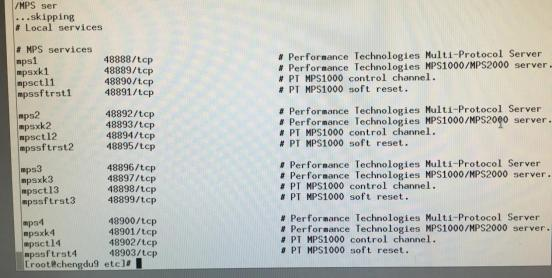 /MPS ser
...skipping
# Local services
# MPS services
mps1 48888/tcp # Performance Technologies Multi-Protocol Server
mpsxk1 48889/tcp # Performance Technologies MPS1000/MPS2000 server.
mpsctl1 48890/tcp # PT MPS1000 control channel.
mpssftrst1 48891/tcp # PT MPS1000 soft reset.
mps2 48892/tcp # Performance Technologies Multi-Protocol Server
mpsxk2 48893/tcp # Performance Technologies MPS1000/MPS2000 server.
mpsctl2 48894/tcp # PT MPS1000 control channel.
mpssftrst2 48895/tcp # PT MPS1000 soft reset.
mps3 48896/tcp # Performance Technologies Multi-Protocol Server
mpsxk3 48897/tcp # Performance Technologies MPS1000/MPS2000 server.
mpsctl3 48898/tcp # PT MPS1000 control channel.
mpssftrst3 48899/tcp # PT MPS1000 soft reset.
mps4 48900/tcp # Performance Technologies Multi-Protocol Server
mpsxk4 48901/tcp # Performance Technologies MPS1000/MPS2000 server.
mpsctl4 48902/tcp # PT MPS1000 control channel.
mpssftrst4 48903/tcp # PT MPS1000 soft reset.
[root@chengdu9 etc]#